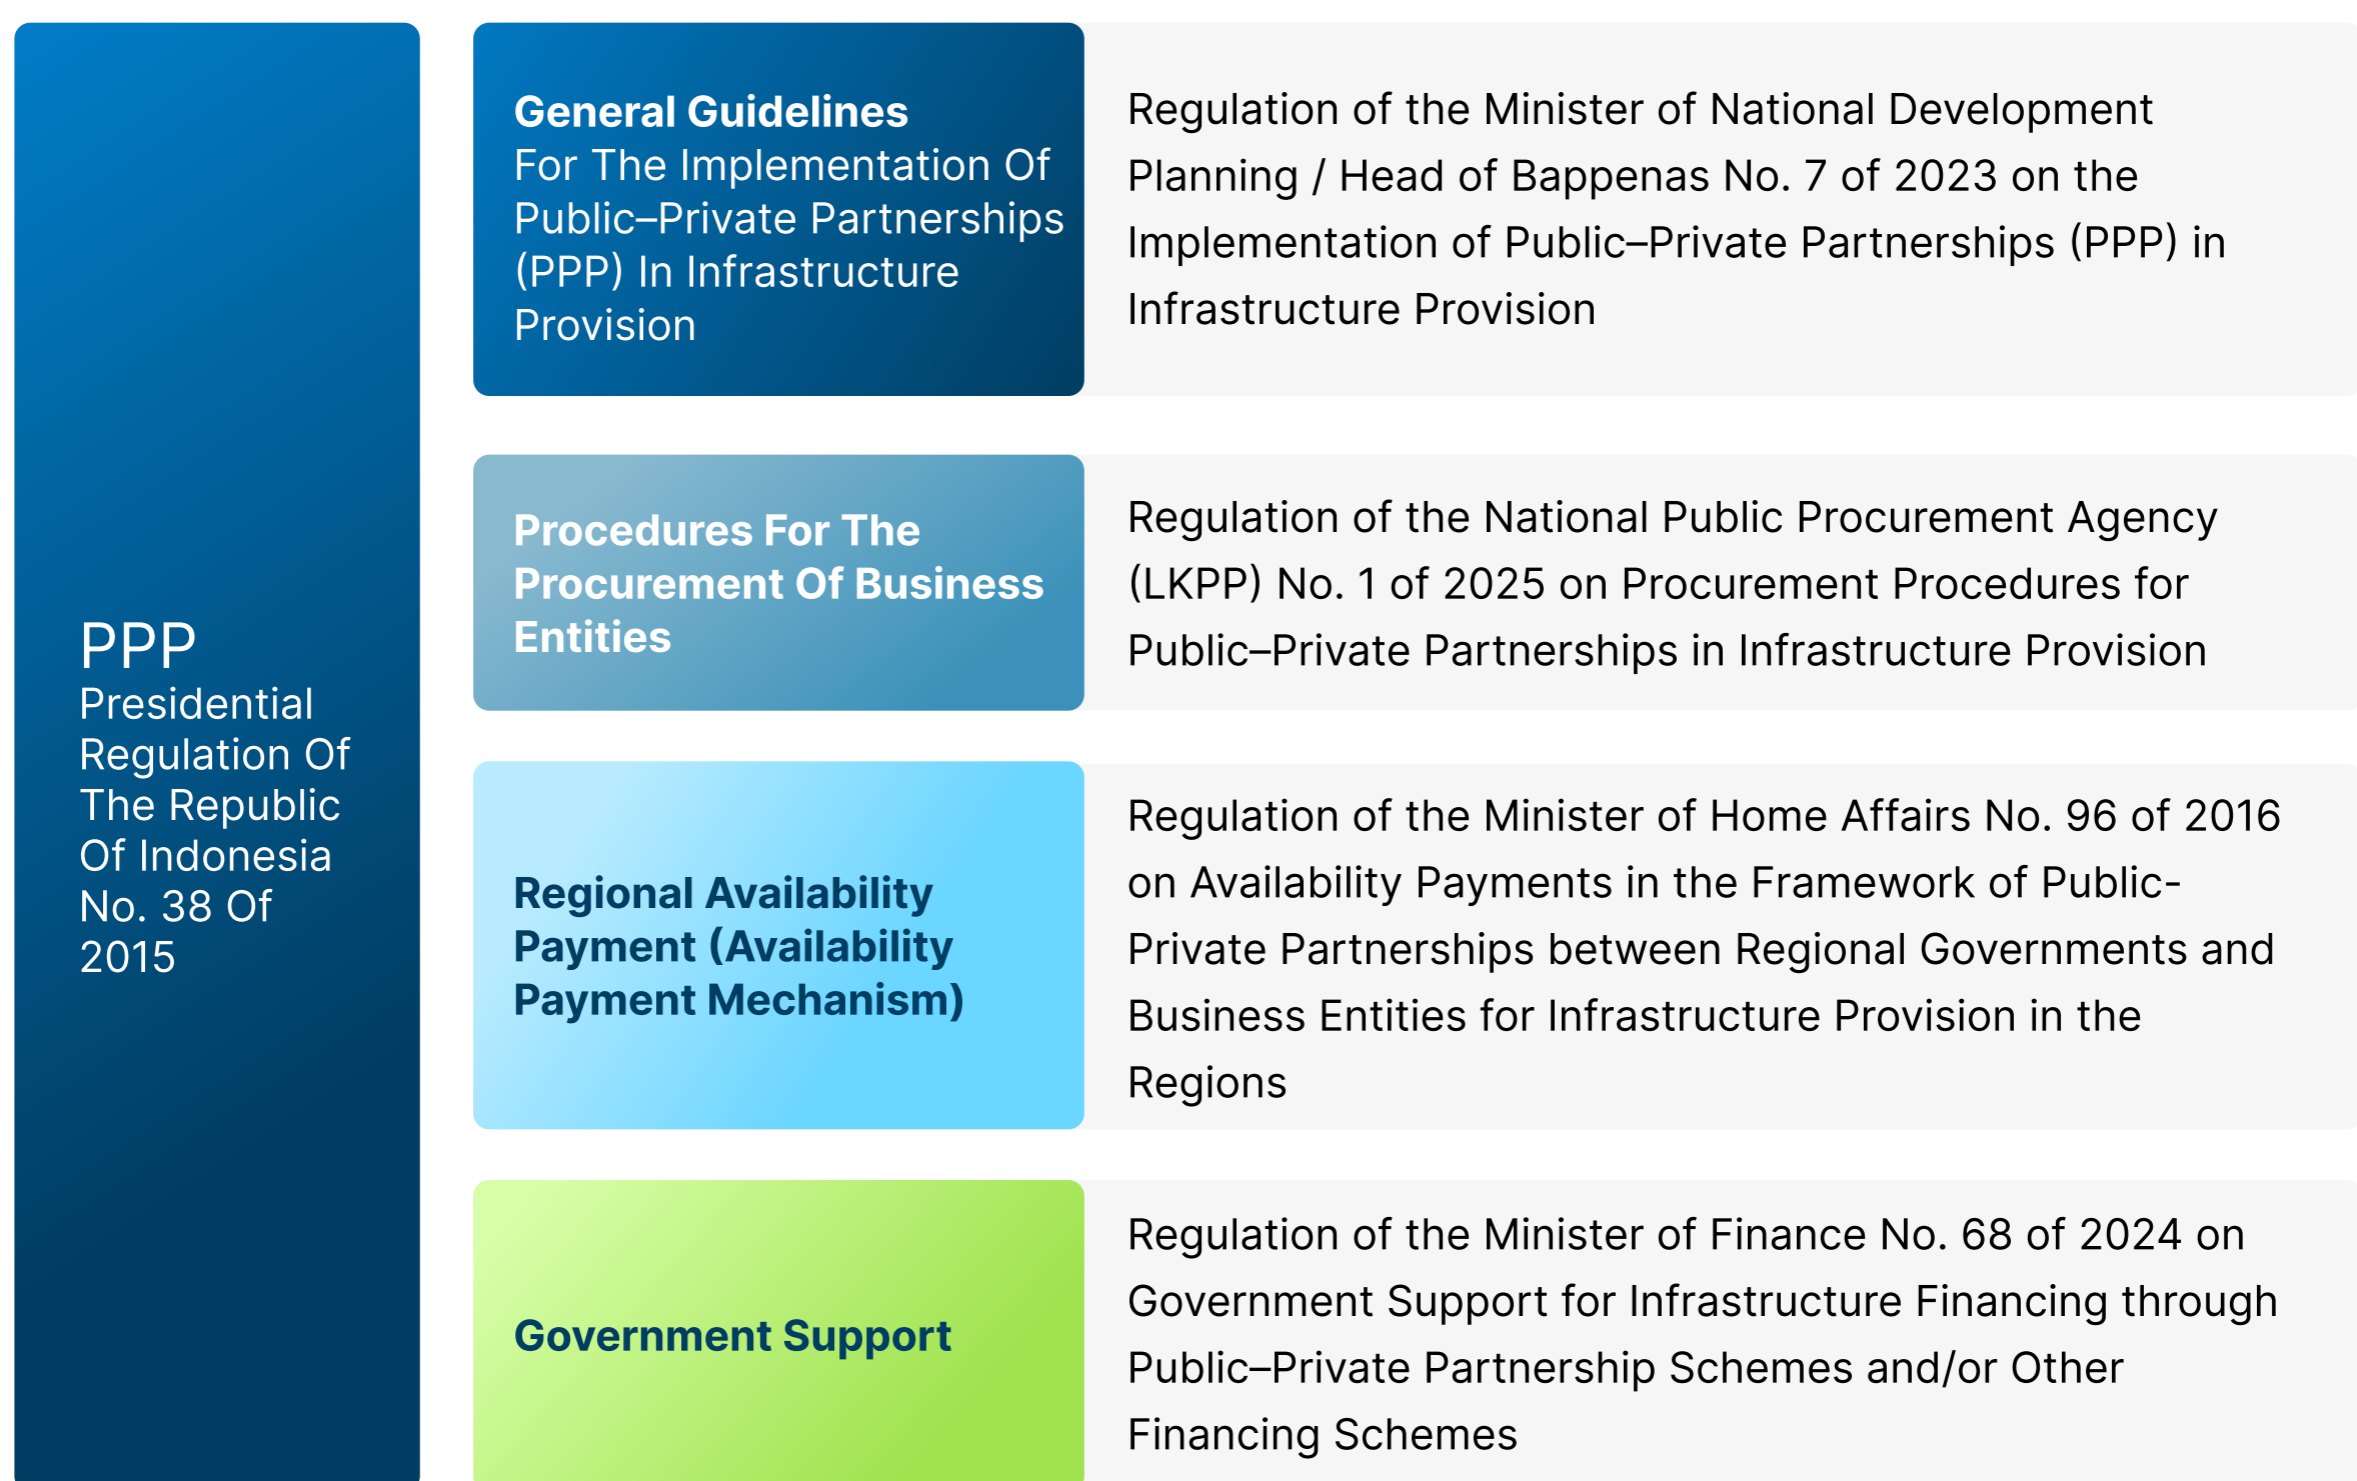 PPP
Presidential
Regulation Of
The Republic
Of Indonesia
No. 38 Of
2015
General Guidelines
For The Implementation Of
Public–Private Partnerships
(PPP) In Infrastructure
Provision
Regulation of the Minister of National Development
Planning / Head of Bappenas No. 7 of 2023 on the
Implementation of Public–Private Partnerships (PPP) in
Infrastructure Provision
Procedures For The
Procurement Of Business
Entities
Regulation of the National Public Procurement Agency
(LKPP) No. 1 of 2025 on Procurement Procedures for
Public–Private Partnerships in Infrastructure Provision
Regional Availability
Payment (Availability
Payment Mechanism)
Regulation of the Minister of Home Affairs No. 96 of 2016
on Availability Payments in the Framework of Public-
Private Partnerships between Regional Governments and
Business Entities for Infrastructure Provision in the
Regions
Government Support
Regulation of the Minister of Finance No. 68 of 2024 on
Government Support for Infrastructure Financing through
Public–Private Partnership Schemes and/or Other
Financing Schemes